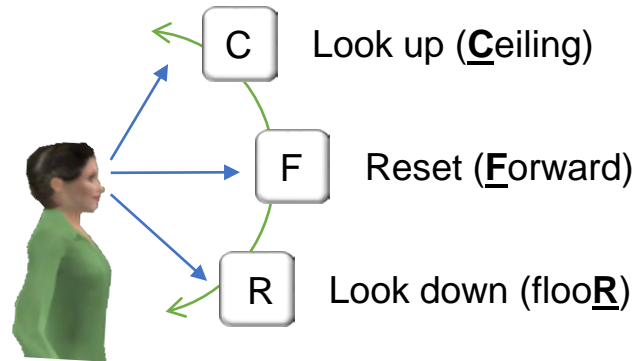 C Look up (Ceiling)
F Reset (Forward)
R Look down (flooR)